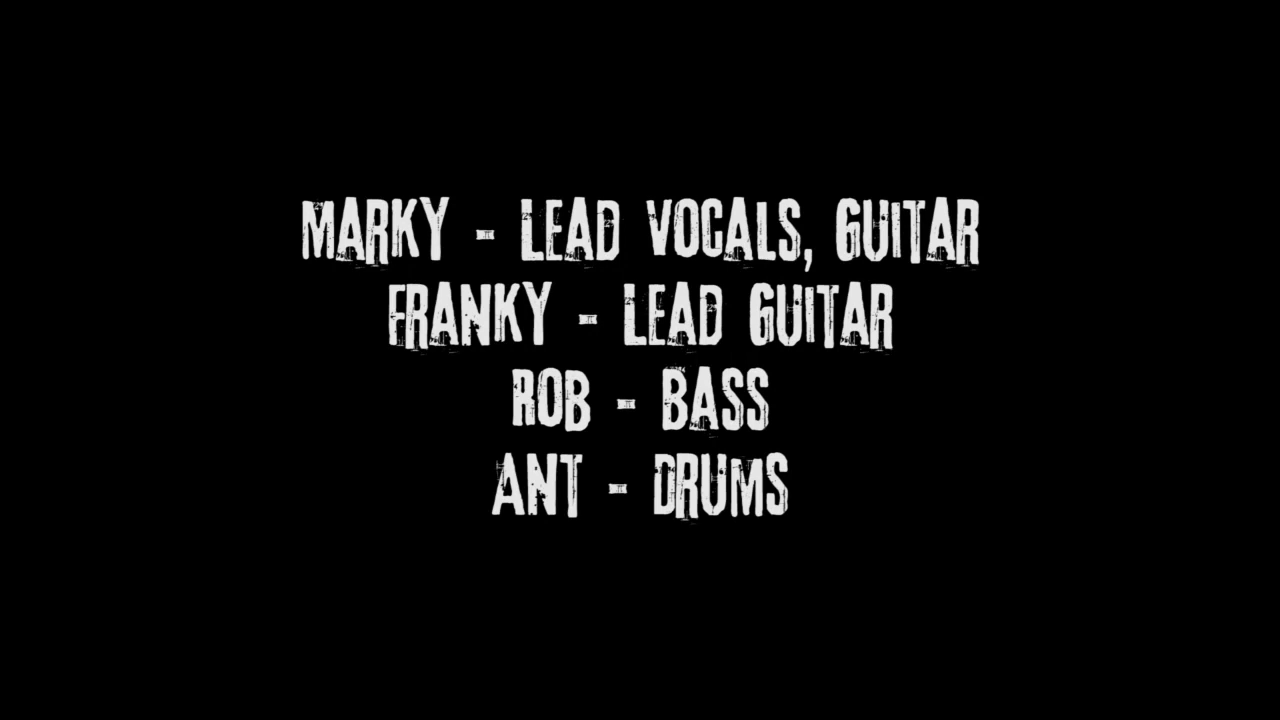 MARKY - LEAD VOCALS, GUITAR
FRANKY - LEAD GUITAR
ROB - BASS
ANT - DRUMS